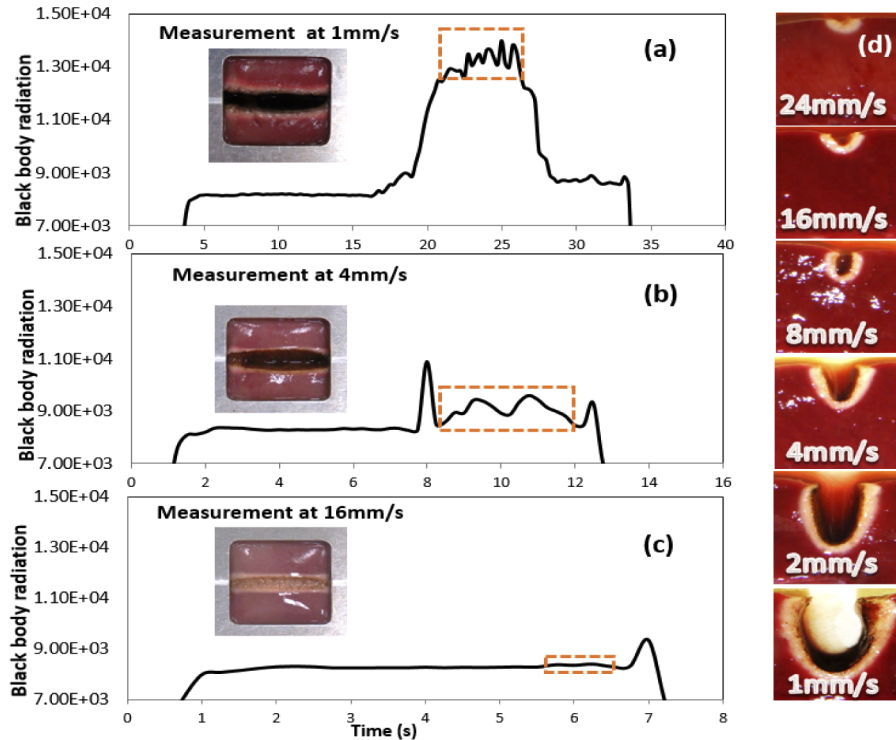 Measurement at 1mm/s
(a)
Black body radiation
1.50E+04
1.30E+04
1.10E+04
9.00E+03
7.00E+03
0 5 10 15 20 25 30 35 40
Measurement at 4mm/s
(b)
Black body radiation
1.50E+04
1.30E+04
1.10E+04
9.00E+03
7.00E+03
0 2 4 6 8 10 12 14 16
Measurement at 16mm/s
(c)
Black body radiation
1.50E+04
1.30E+04
1.10E+04
9.00E+03
7.00E+03
0 1 2 3 4 5 6 7 8
Time (s)
(d)
24mm/s
16mm/s
8mm/s
4mm/s
2mm/s
1mm/s